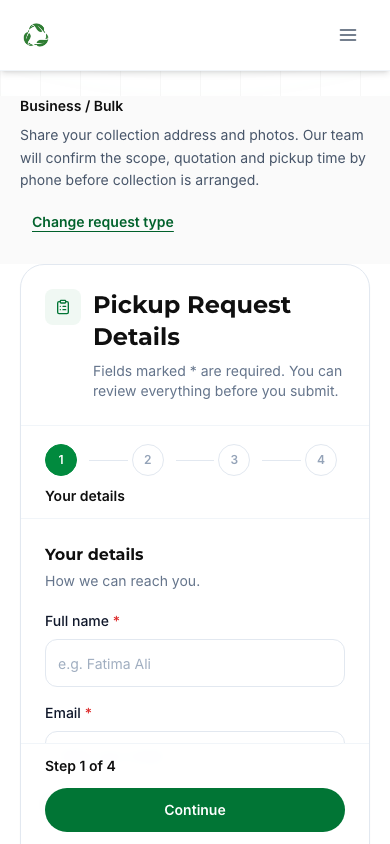 Business / Bulk
Share your collection address and photos. Our team
will confirm the scope, quotation and pickup time by
phone before collection is arranged.
Change request type
Pickup Request
Details
Fields marked * are required. You can
review everything before you submit.
1
2
3
4
Your details
Your details
How we can reach you.
Full name *
e.g. Fatima Ali
Email *
Step 1 of 4
Continue